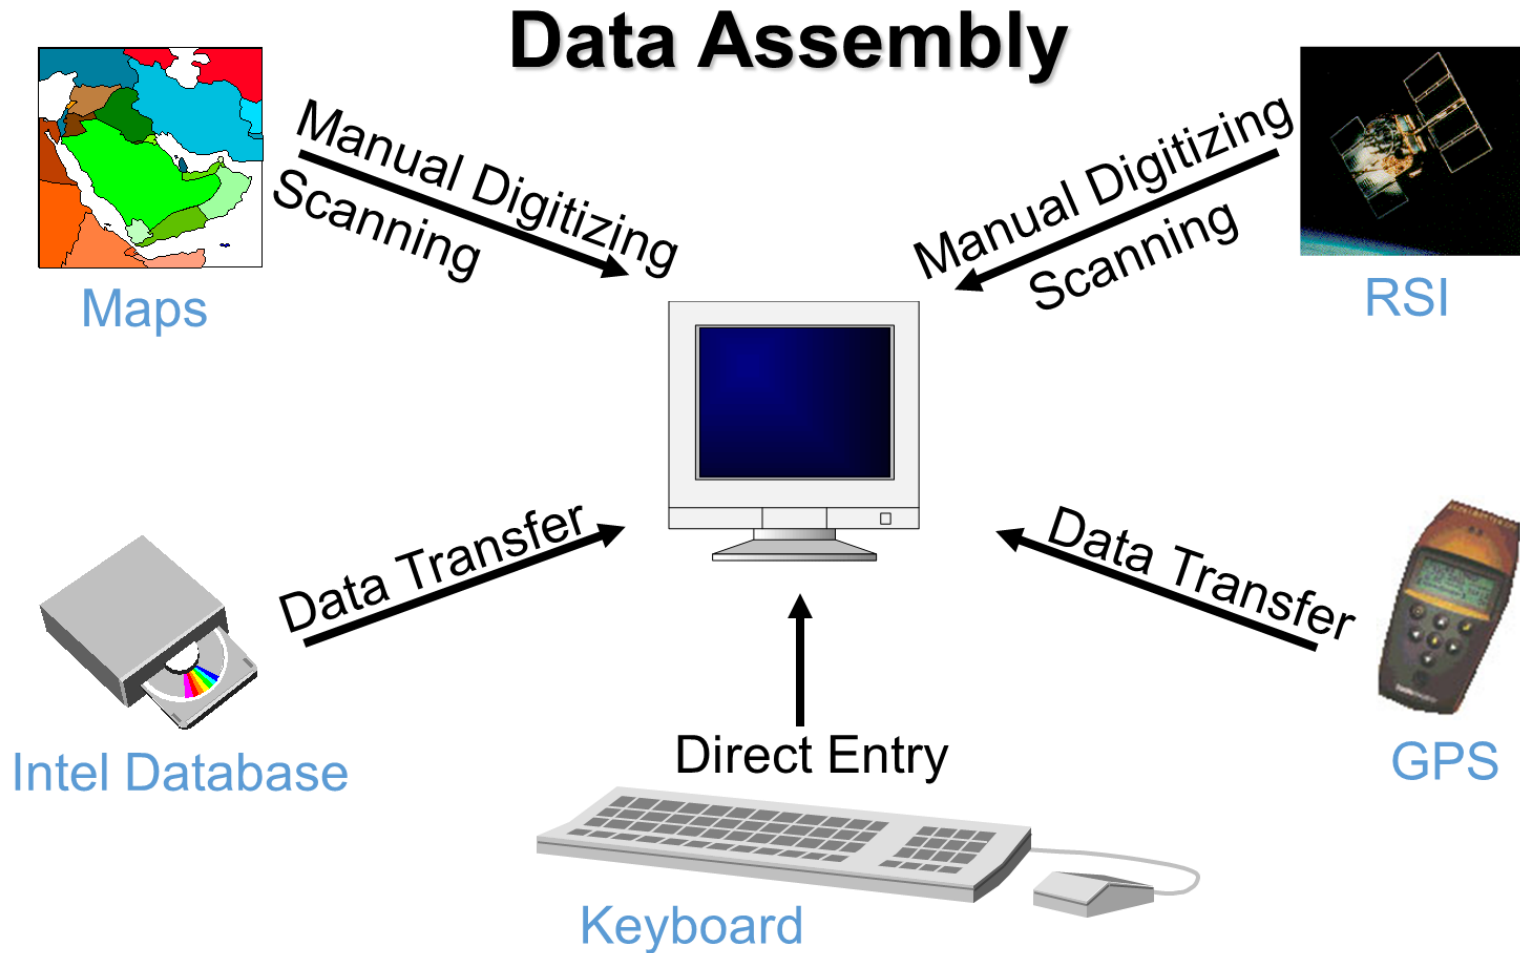 Data Assembly
Manual Digitizing
Scanning
Maps
Manual Digitizing
Scanning
RSI
Data Transfer
Intel Database
Data Transfer
GPS
Direct Entry
Keyboard